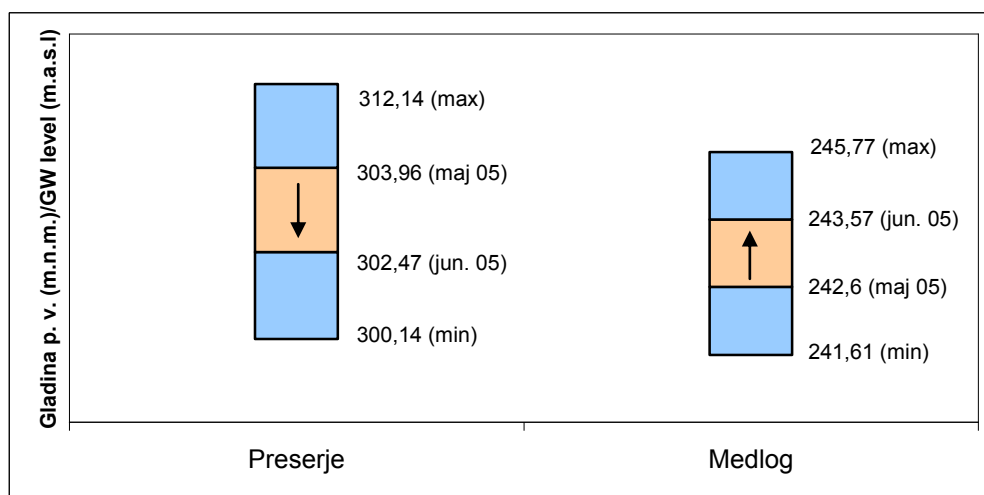 Gladina p. v. (m.n.m.)/GW level (m.a.s.l)
312,14 (max)
303,96 (maj 05)
302,47 (jun. 05)
300,14 (min)
245,77 (max)
243,57 (jun. 05)
242,6 (maj 05)
241,61 (min)
Preserje
Medlog